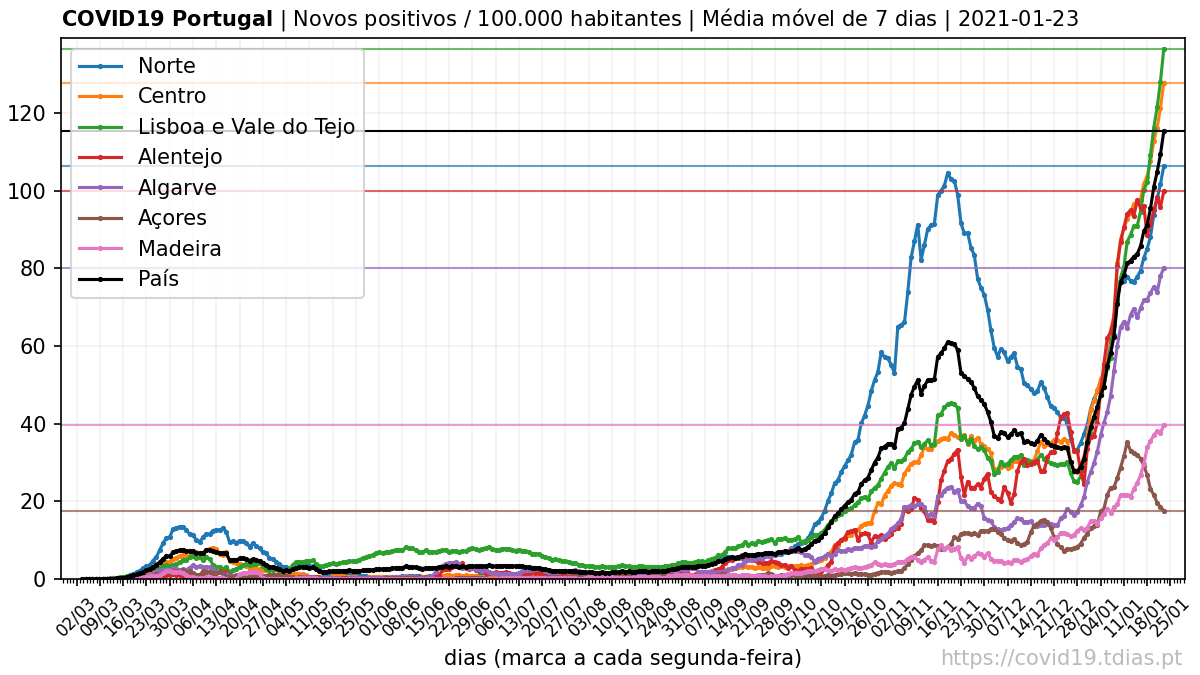 COVID19 Portugal | Novos positivos / 100.000 habitantes | Média móvel de 7 dias | 2021-01-23
Norte
Centro
Lisboa e Vale do Tejo
Alentejo
Algarve
Açores
Madeira
País
120
100
80
60
40
20
0
02/03 09/03 16/03 23/03 30/03 06/04 13/04 20/04 27/04 04/05 11/05 18/05 25/05 01/06 08/06 15/06 22/06 29/06 06/07 13/07 20/07 27/07 03/08 10/08 17/08 24/08 31/08 07/09 14/09 21/09 28/09 05/10 12/10 19/10 26/10 02/11 09/11 16/11 23/11 30/11 07/12 14/12 21/12 28/12 04/01 11/01 18/01 25/01
dias (marca a cada segunda-feira)
https://covid19.tdias.pt